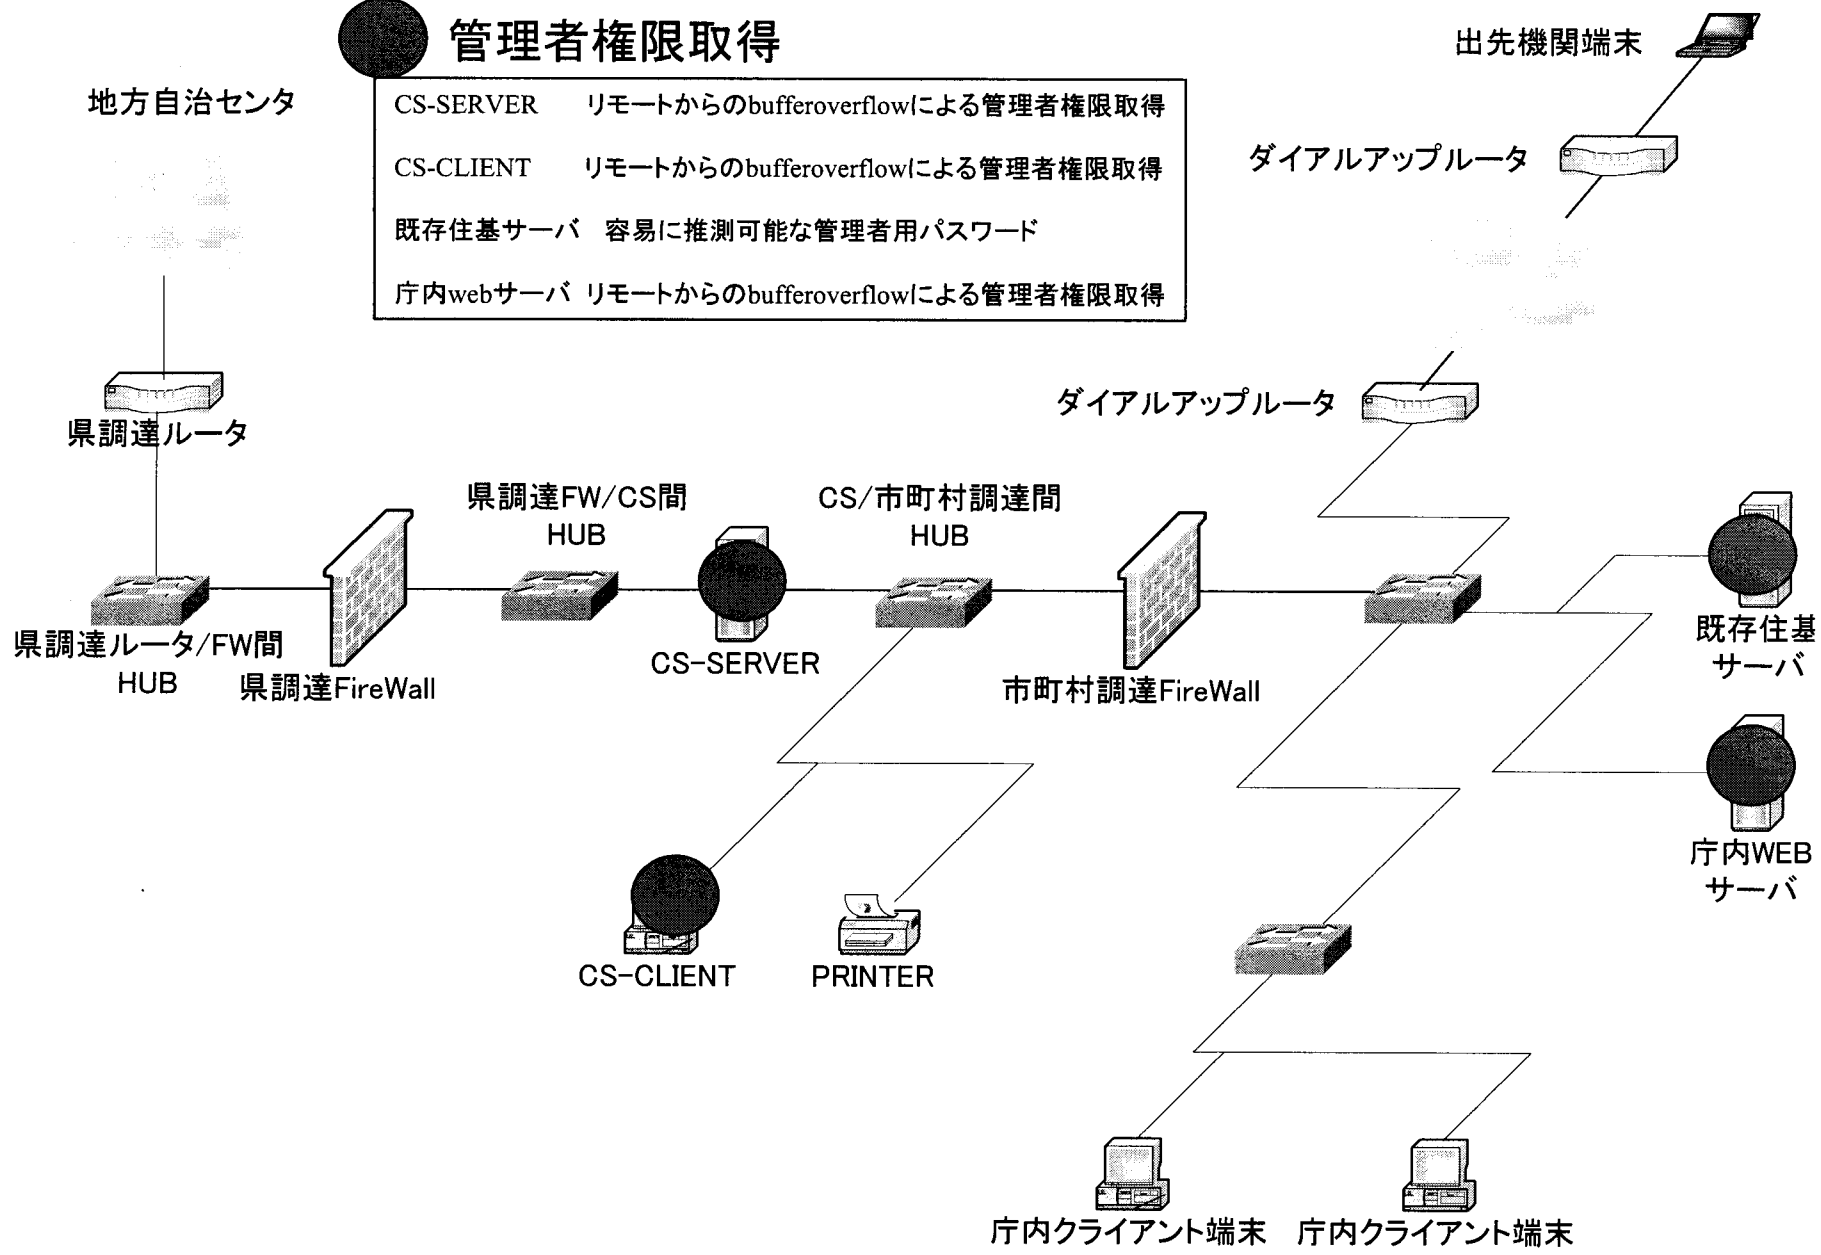 管理者権限取得
CS-SERVER リモートからのbufferoverflowによる管理者権限取得
CS-CLIENT リモートからのbufferoverflowによる管理者権限取得
既存住基サーバ 容易に推測可能な管理者用パスワード
庁内webサーバ リモートからのbufferoverflowによる管理者権限取得
出先機関端末
地方自治センタ
ダイアルアップルータ
ダイアルアップルータ
県調達ルータ
県調達FW/CS間
HUB
CS/市町村調達間
HUB
県調達ルータ/FW間
HUB
県調達FireWall
CS-SERVER
市町村調達FireWall
既存住基
サーバ
庁内WEB
サーバ
CS-CLIENT
PRINTER
庁内クライアント端末
庁内クライアント端末